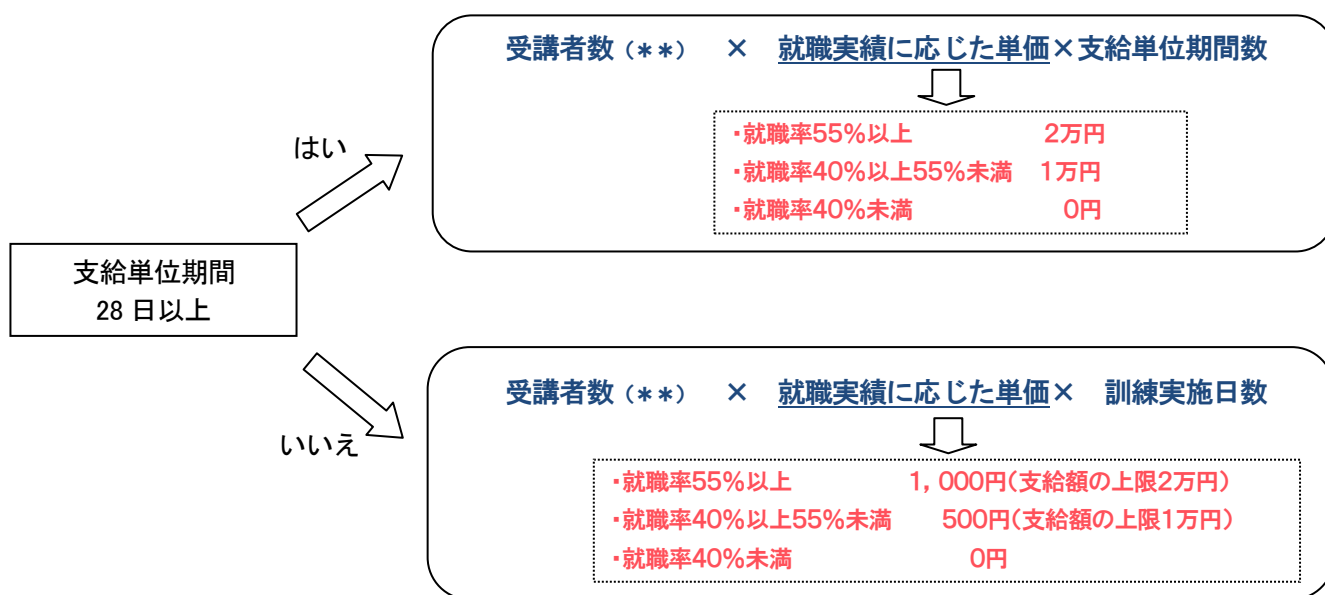 受講者数(**) × 就職実績に応じた単価×支給単位期間数
・就職率55%以上 2万円
・就職率40%以上55%未満 1万円
・就職率40%未満 0円
はい
支給単位期間
28 日以上
いいえ
受講者数(**) × 就職実績に応じた単価× 訓練実施日数
・就職率55%以上 1,000円(支給額の上限2万円)
・就職率40%以上55%未満 500円(支給額の上限1万円)
・就職率40%未満 0円